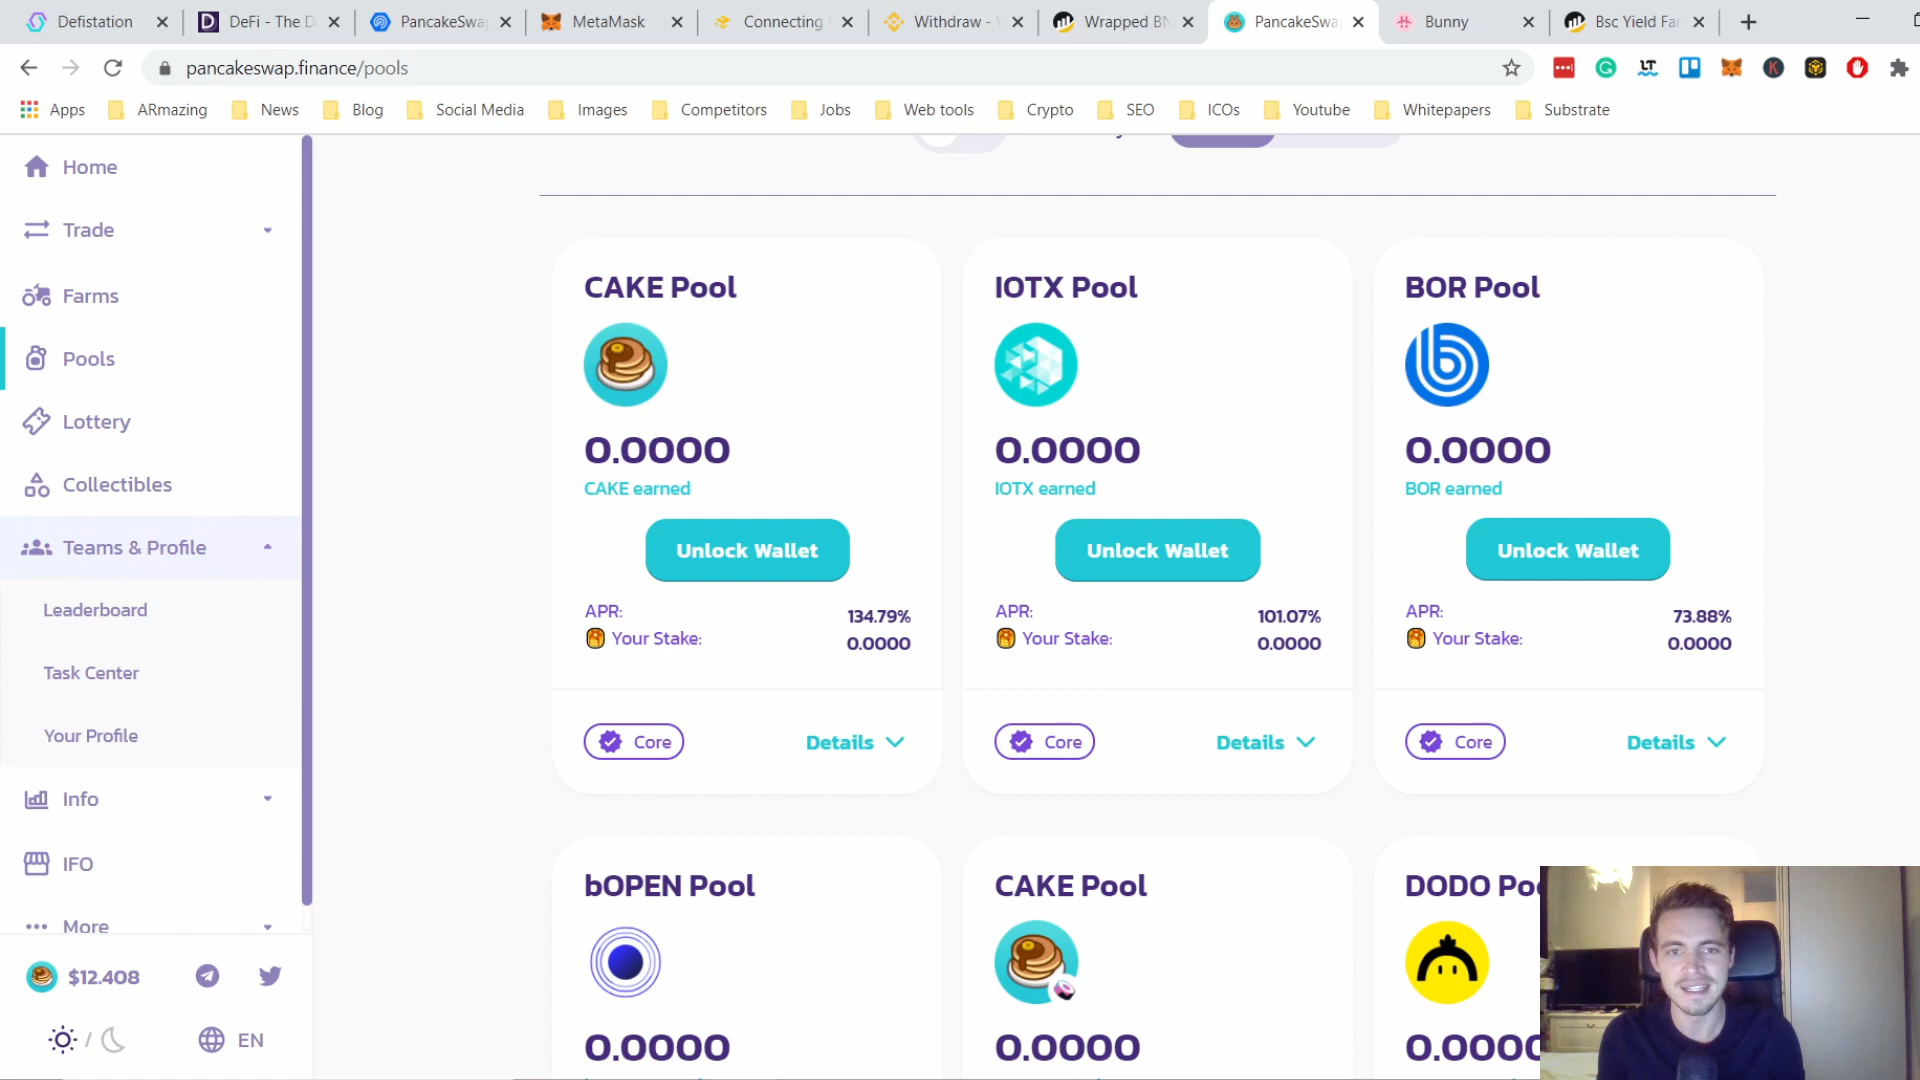 Defistation
DeFi - The D
PancakeSwa
MetaMask
Connecting
Withdraw -
Wrapped BN
PancakeSwa
Bunny
Bsc Yield Fa
pancakeswap.finance/pools
Apps
ARmazing
News
Blog
Social Media
Images
Competitors
Jobs
Web tools
Crypto
SEO
ICOs
Youtube
Whitepapers
Substrate
Home
Trade
Farms
Pools
Lottery
Collectibles
Teams & Profile
Leaderboard
Task Center
Your Profile
Info
IFO
More
$12.408
/
EN
CAKE Pool
0.0000
CAKE earned
Unlock Wallet
APR: 134.79%
Your Stake: 0.0000
Core
Details
IOTX Pool
0.0000
IOTX earned
Unlock Wallet
APR: 101.07%
Your Stake: 0.0000
Core
Details
BOR Pool
0.0000
BOR earned
Unlock Wallet
APR: 73.88%
Your Stake: 0.0000
Core
Details
bOPEN Pool
0.0000
CAKE Pool
0.0000
DODO Poo
0.0000